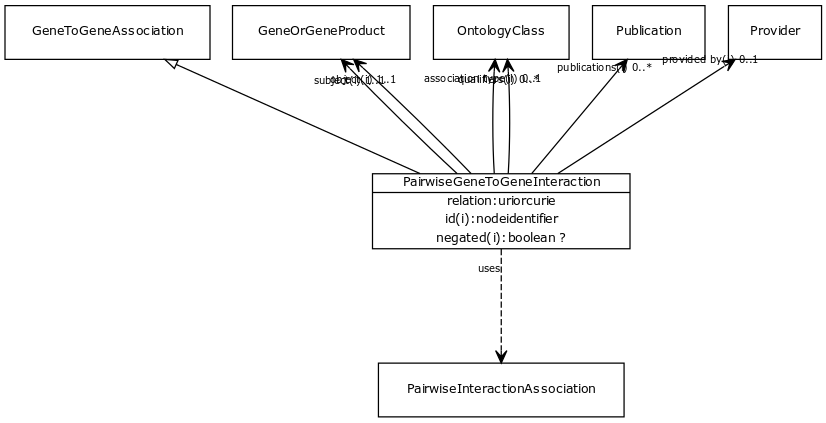 GeneToGeneAssociation
GeneOrGeneProduct
OntologyClass
Publication
Provider
subject(i) 1..1
object(i) 1..1
association type(i) 0..1
qualifiers(i) 0..*
publications(i) 0..*
provided by(i) 0..1
PairwiseGeneToGeneInteraction
relation:uriorcurie
id(i):nodeidentifier
negated(i):boolean ?
uses
PairwiseInteractionAssociation